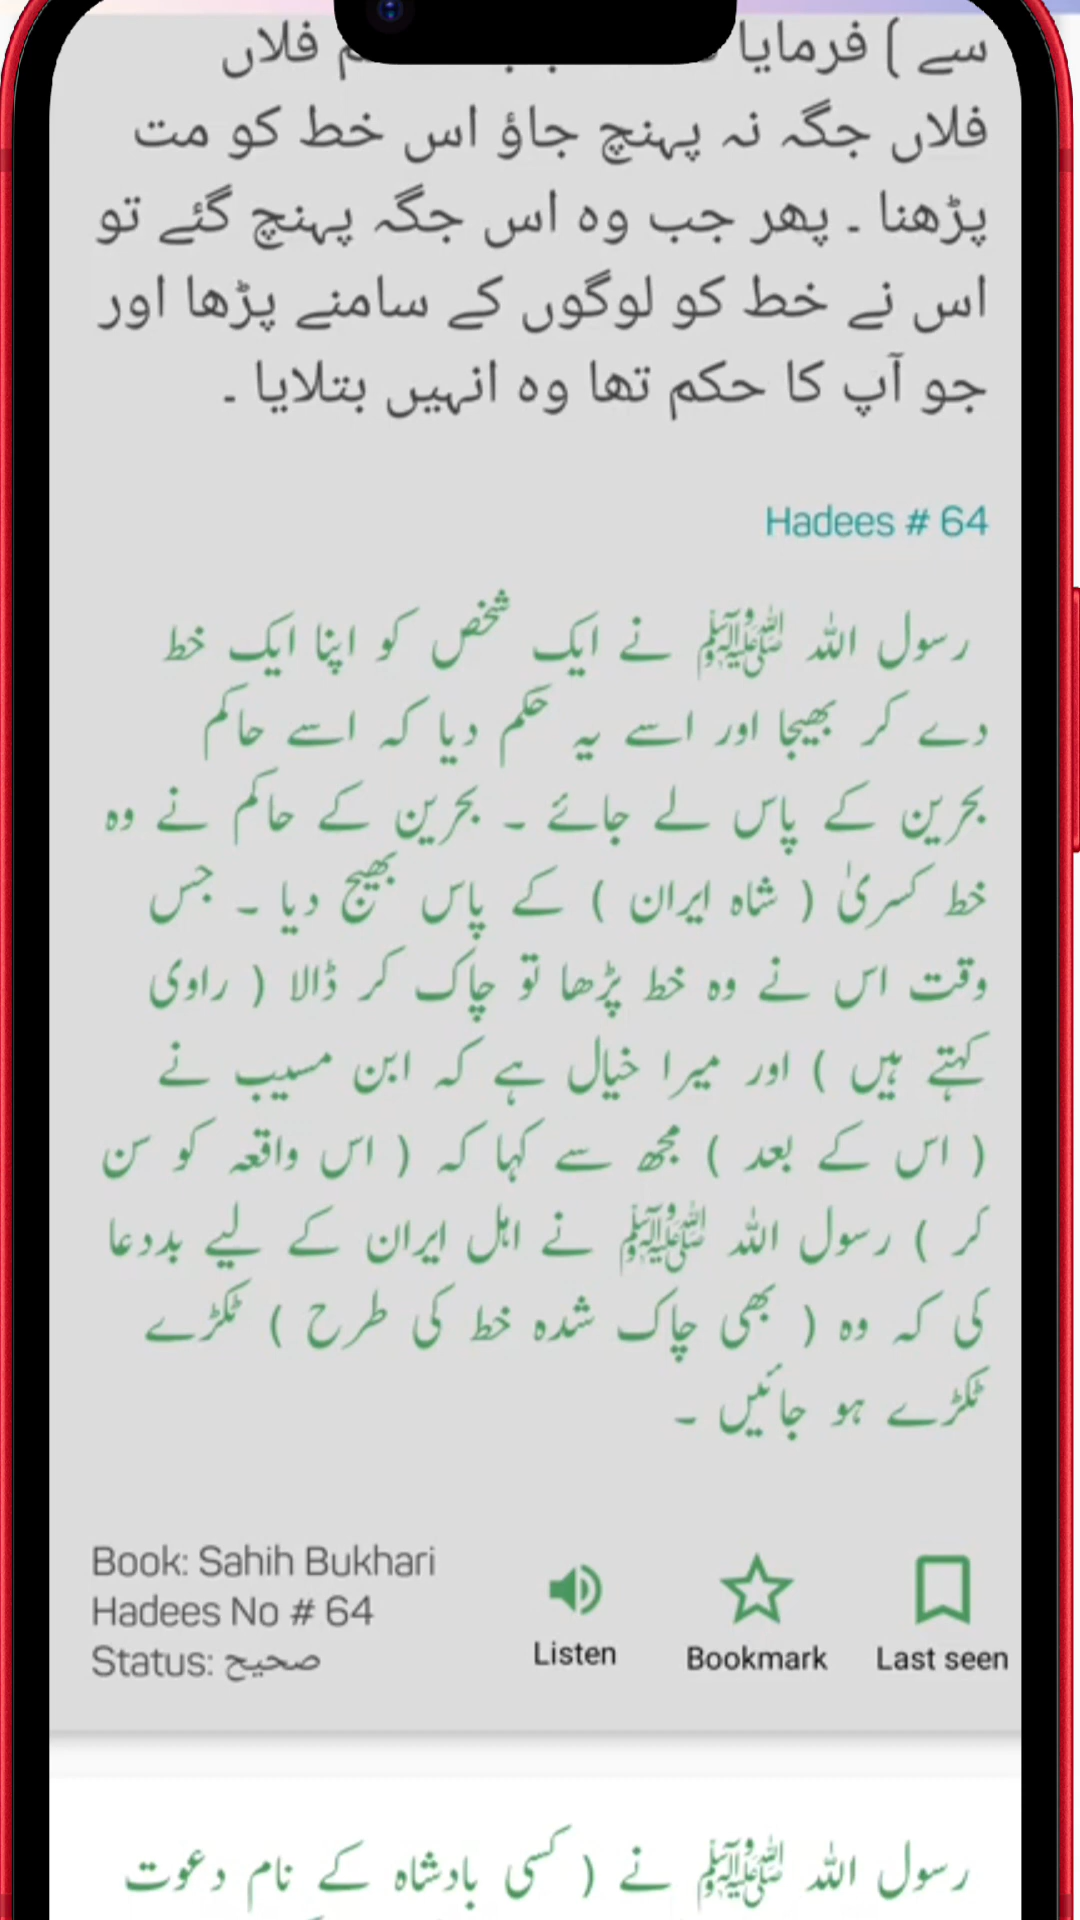 سے ) فرمایا
م فلاں
فلاں جگہ نہ پہنچ جاؤ اس خط کو مت
پڑھنا ۔ پھر جب وہ اس جگہ پہنچ گئے تو
اس نے خط کو لوگوں کے سامنے پڑھا اور
جو آپ کا حکم تھا وہ انہیں بتلایا ۔
Hadees # 64
رسول اللہ ﷺ نے ایک شخص کو اپنا ایک خط
دے کر بھیجا اور اسے یہ حکم دیا کہ اسے حاکم
بحرین کے پاس لے جائے ۔ بحرین کے حاکم نے وہ
خط کسریٰ ( شاہ ایران ) کے پاس بھیج دیا ۔ جس
وقت اس نے وہ خط پڑھا تو چاک کر ڈالا ( راوی
کہتے ہیں ) اور میرا خیال ہے کہ ابن مسیب نے
( اس کے بعد ) مجھ سے کہا کہ ( اس واقعہ کو سن
کر ) رسول اللہ ﷺ نے اہل ایران کے لیے بددعا
کی کہ وہ ( بھی چاک شدہ خط کی طرح ) ٹکڑے
ٹکڑے ہو جائیں ۔
Book: Sahih Bukhari
Hadees No # 64
Status: صحیح
Listen
Bookmark
Last seen
رسول اللہ ﷺ نے ( کسی بادشاہ کے نام دعوت